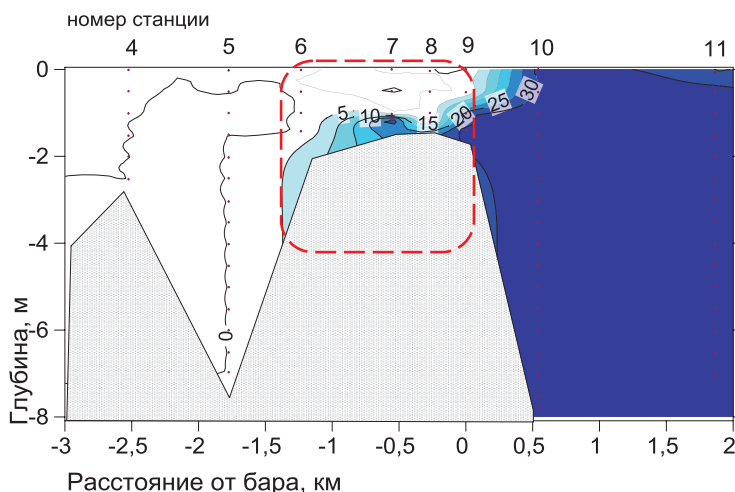 номер станции
4 5 6 7 8 9 10 11
0
5 10 15 20 25 30
-2
-4
-6
0
-8
Глубина, м
-3 -2,5 -2 -1,5 -1 -0,5 0 0,5 1 1,5 2
Расстояние от бара, км